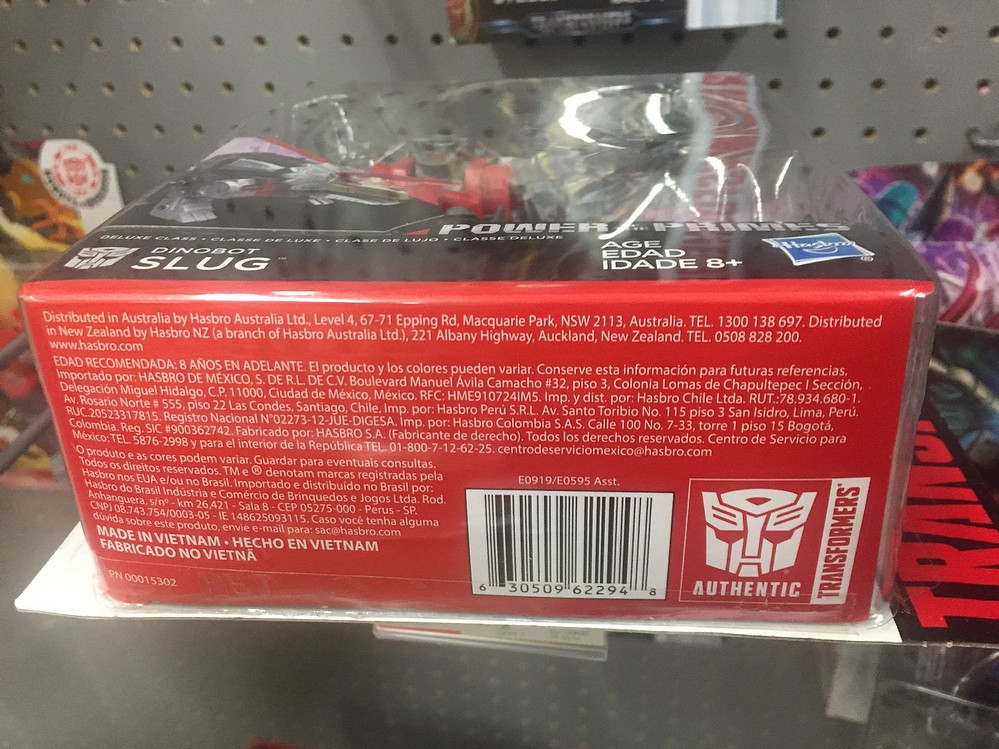 POWER OF THE PRIMES
DELUXE CLASS • CLASSE DE LUXE • CLASE DE LUJO • CLASSE DELUXE
DINOBOT
SLUG™
AGE
EDAD
IDADE 8+
Hasbro®
Distributed in Australia by Hasbro Australia Ltd., Level 4, 67-71 Epping Rd, Macquarie Park, NSW 2113, Australia. TEL. 1300 138 697. Distributed
in New Zealand by Hasbro NZ (a branch of Hasbro Australia Ltd.), 221 Albany Highway, Auckland, New Zealand. TEL. 0508 828 200.
www.hasbro.com
EDAD RECOMENDADA: 8 AÑOS EN ADELANTE. El producto y los colores pueden variar. Conserve esta información para futuras referencias.
Importado por: HASBRO DE MÉXICO, S. DE R.L. DE C.V. Boulevard Manuel Ávila Camacho #32, piso 3, Colonia Lomas de Chapultepec I Sección,
Delegación Miguel Hidalgo, C.P. 11000, Ciudad de México, México. RFC: HME910724IM5. Imp. y dist. por: Hasbro Chile Ltda. RUT.:78.934.680-1.
Av. Rosario Norte # 555, piso 22 Las Condes, Santiago, Chile. Imp. por: Hasbro Perú S.R.L. Av. Santo Toribio No. 115 piso 3 San Isidro, Lima, Perú.
RUC.20523317815. Registro Nacional N°02273-12-JUE-DIGESA. Imp. por: Hasbro Colombia S.A.S. Calle 100 No. 7-33, torre 1 piso 15 Bogotá,
Colombia. Reg. SIC #900362742. Fabricado por: HASBRO S.A. (Fabricante de derecho). Todos los derechos reservados. Centro de Servicio para
México: TEL. 5876-2998 y para el interior de la República TEL. 01-800-7-12-62-25. centrodeserviciomexico@hasbro.com
O produto e as cores podem variar. Guardar para eventuais consultas.
Todos os direitos reservados. TM e ® denotam marcas registradas pela
Hasbro nos EUA e/ou no Brasil. Importado e distribuido no Brasil por:
Hasbro do Brasil Indústria e Comércio de Brinquedos e Jogos Ltda. Rod.
Anhanguera, s/nº - km 26,421 - Sala 8 - CEP 05275-000 - Perus - SP.
CNPJ 08.743.754/0003-05 - IE 148625093115. Caso você tenha alguma
dúvida sobre este produto, envie e-mail para: sac@hasbro.com
MADE IN VIETNAM • HECHO EN VIETNAM
FABRICADO NO VIETNÃ
PN 00015302
E0919/E0595 Asst.
6 30509 62294 8
AUTHENTIC
TRANSFORMERS®